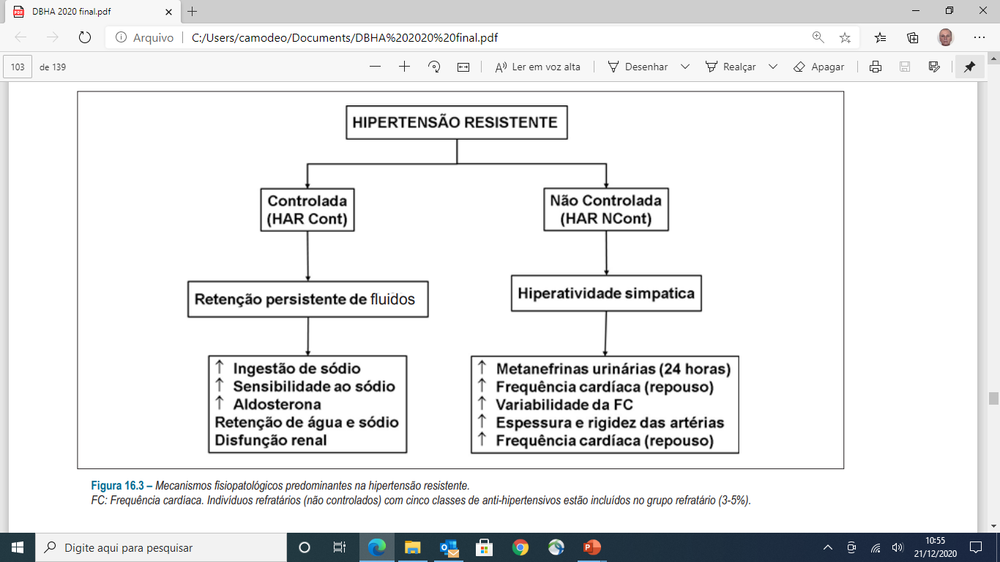 DBHA 2020 final.pdf
Arquivo
C:/Users/camodeo/Documents/DBHA%202020%20final.pdf
103
de 139
Ler em voz alta
Desenhar
Realçar
Apagar
HIPERTENSÃO RESISTENTE
Controlada
(HAR Cont)
Não Controlada
(HAR NCont)
Retenção persistente de fluidos
Hiperatividade simpatica
↑ Ingestão de sódio
↑ Sensibilidade ao sódio
↑ Aldosterona
Retenção de água e sódio
Disfunção renal
↑ Metanefrinas urinárias (24 horas)
↑ Frequência cardíaca (repouso)
↑ Variabilidade da FC
↑ Espessura e rigidez das artérias
↑ Frequência cardíaca (repouso)
Figura 16.3 – Mecanismos fisiopatológicos predominantes na hipertensão resistente.
FC: Frequência cardíaca. Indivíduos refratários (não controlados) com cinco classes de anti-hipertensivos estão incluídos no grupo refratário (3-5%).
Digite aqui para pesquisar
10:55
21/12/2020